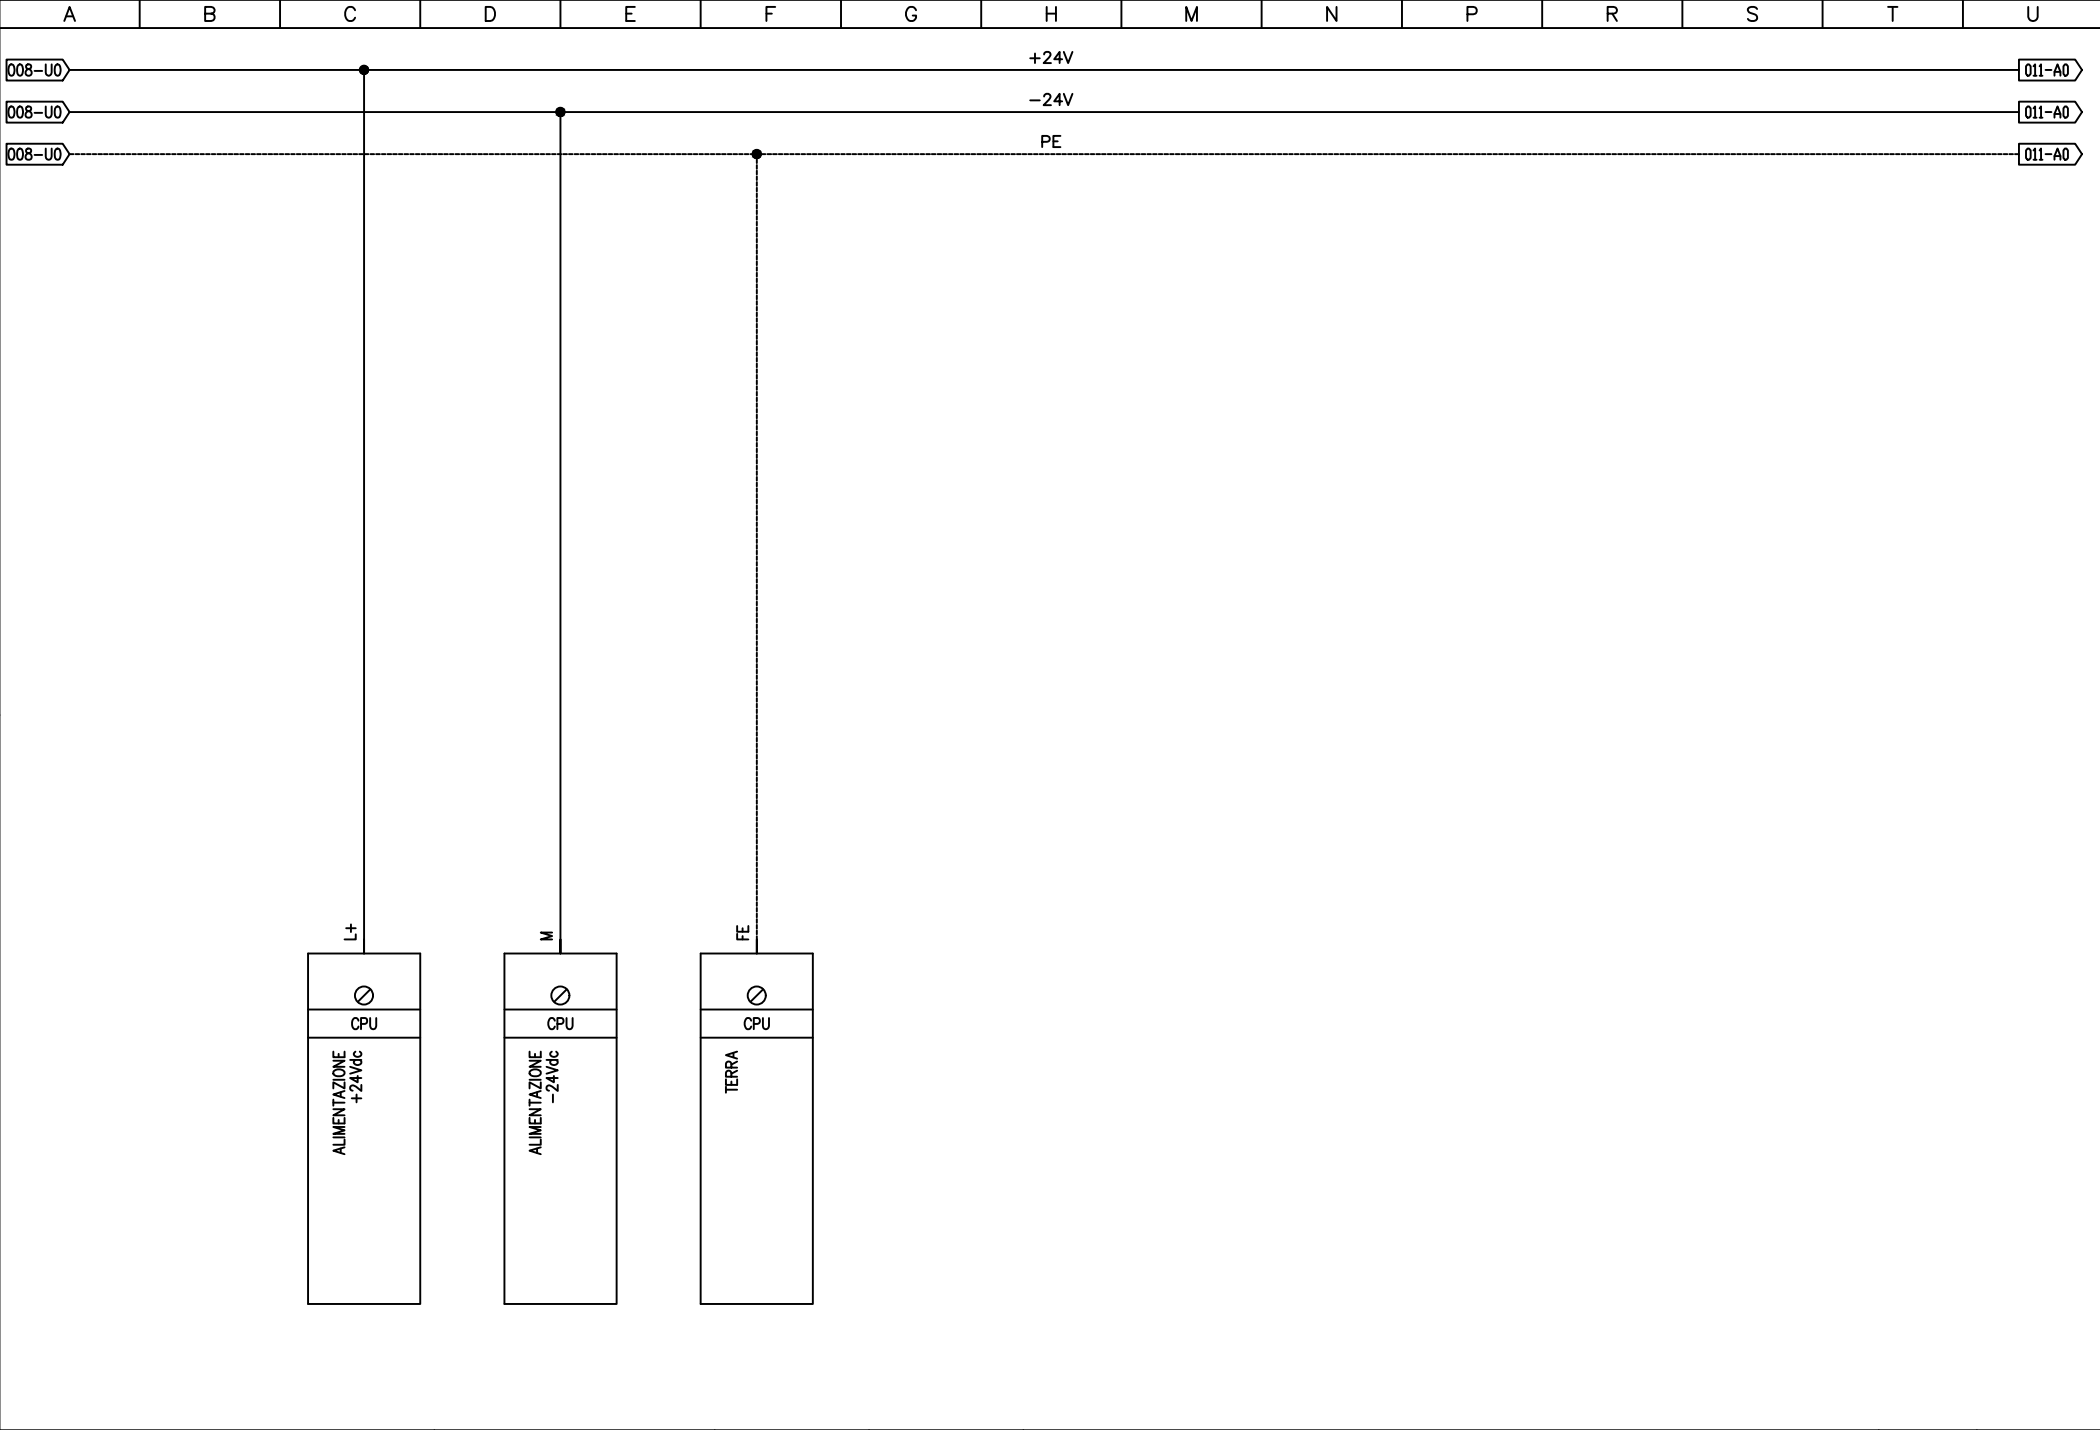 A B C D E F G H M N P R S T U
008-U0 +24V 011-A0
008-U0 -24V 011-A0
008-U0 PE 011-A0
L+ M FE
CPU CPU CPU
ALIMENTAZIONE
+24Vdc
ALIMENTAZIONE
-24Vdc
TERRA